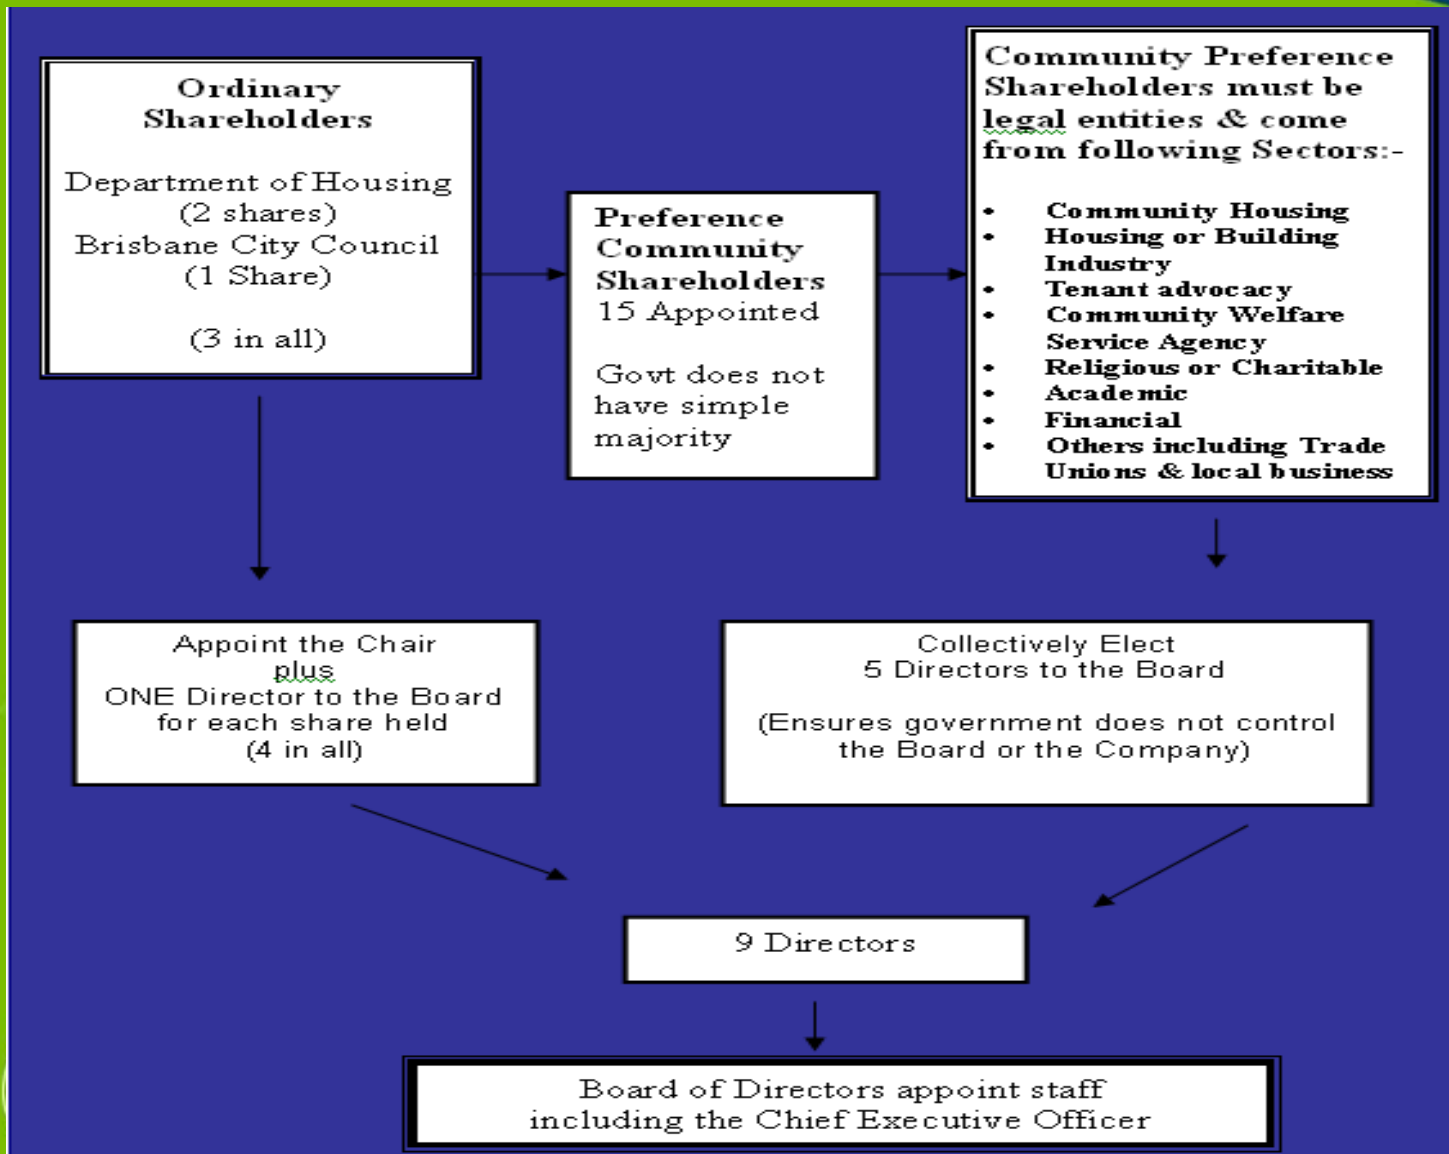 Ordinary
Shareholders
Department of Housing
(2 shares)
Brisbane City Council
(1 Share)
(3 in all)
Preference
Community
Shareholders
15 Appointed
Govt does not
have simple
majority
Community Preference
Shareholders must be
legal entities & come
from following Sectors:-
• Community Housing
• Housing or Building
Industry
• Tenant advocacy
• Community Welfare
Service Agency
• Religious or Charitable
• Academic
• Financial
• Others including Trade
Unions & local business
Appoint the Chair
plus
ONE Director to the Board
for each share held
(4 in all)
Collectively Elect
5 Directors to the Board
(Ensures government does not control
the Board or the Company)
9 Directors
Board of Directors appoint staff
including the Chief Executive Officer